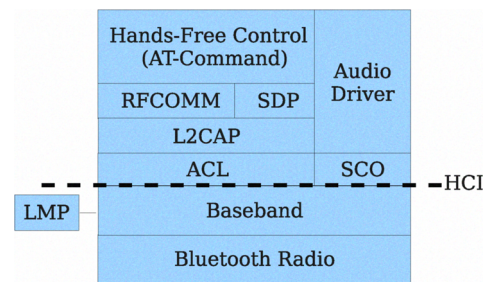 Hands-Free Control
(AT-Command)
Audio
Driver
RFCOMM
SDP
L2CAP
ACL
SCO
HCI
LMP
Baseband
Bluetooth Radio